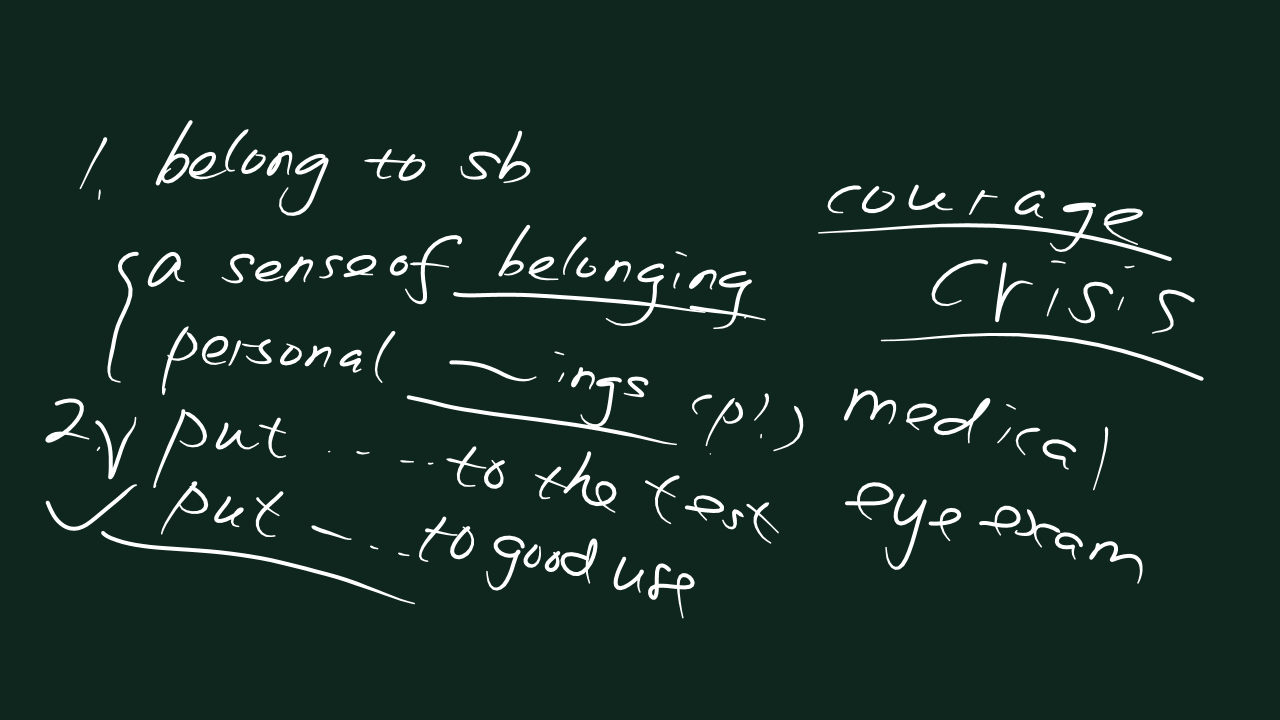 1. belong to sb
a sense of belonging
personal ~ings (pl.)
2. put ..... to the test
put ~ ... to good use
courage
crisis
medical
eye exam